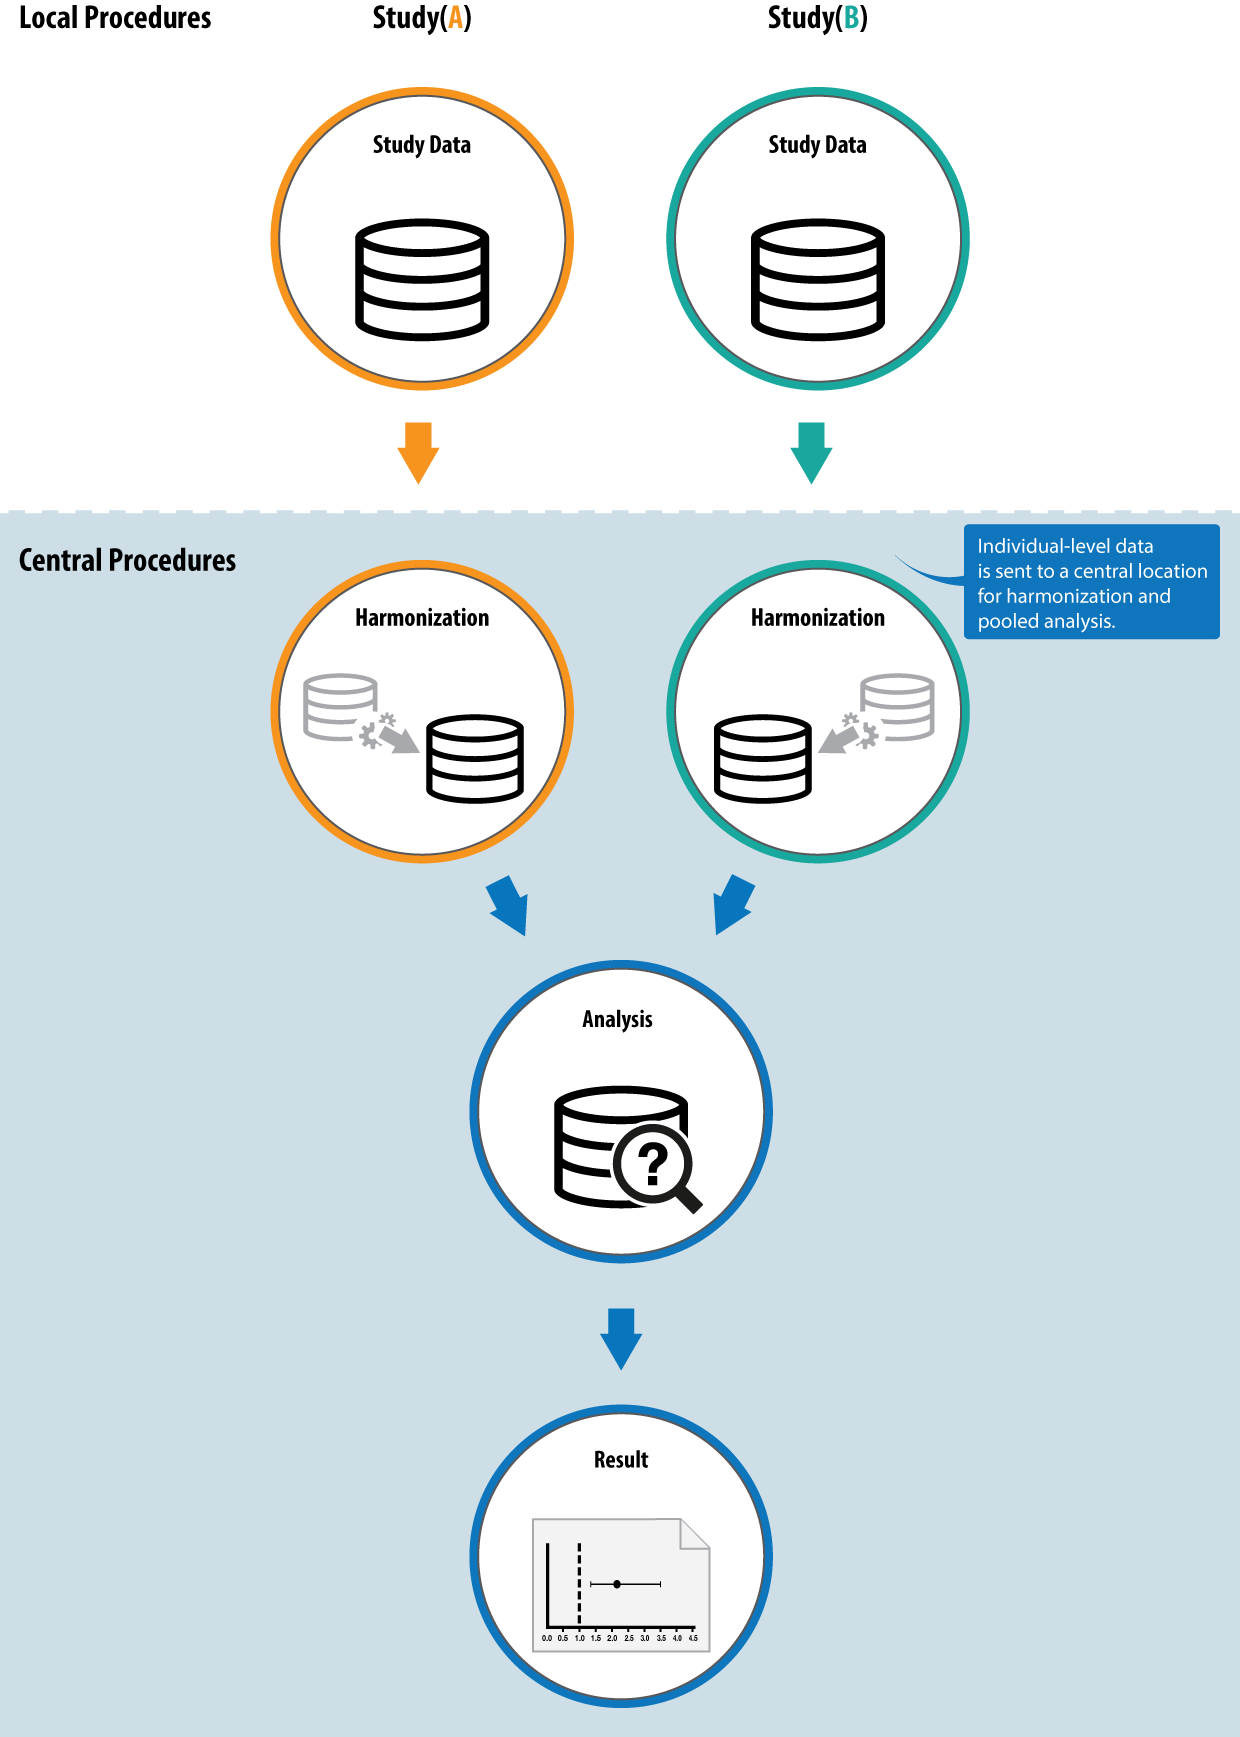 Local Procedures
Study(A)
Study(B)
Study Data
Study Data
Central Procedures
Individual-level data
is sent to a central location
for harmonization and
pooled analysis.
Harmonization
Harmonization
Analysis
?
Result
0.0 0.5 1.0 1.5 2.0 2.5 3.0 3.5 4.0 4.5